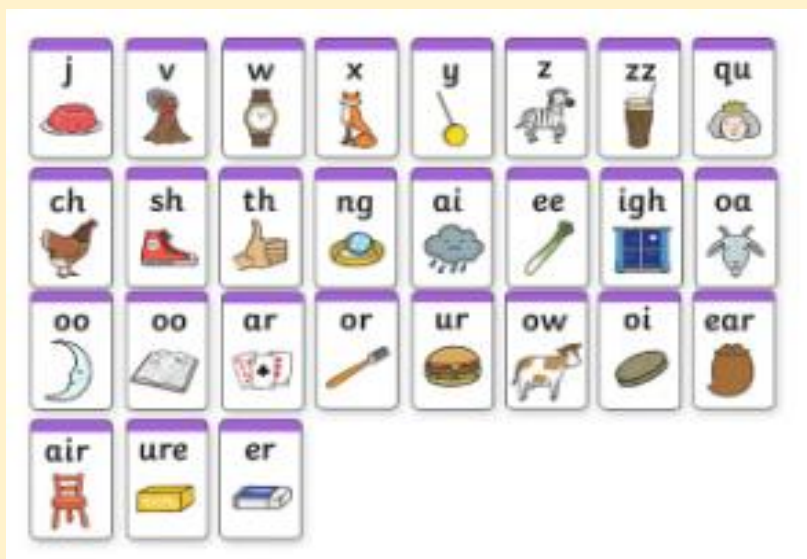 j v w x y z zz qu
ch sh th ng ai ee igh oa
oo oo ar or ur ow oi ear
air ure er